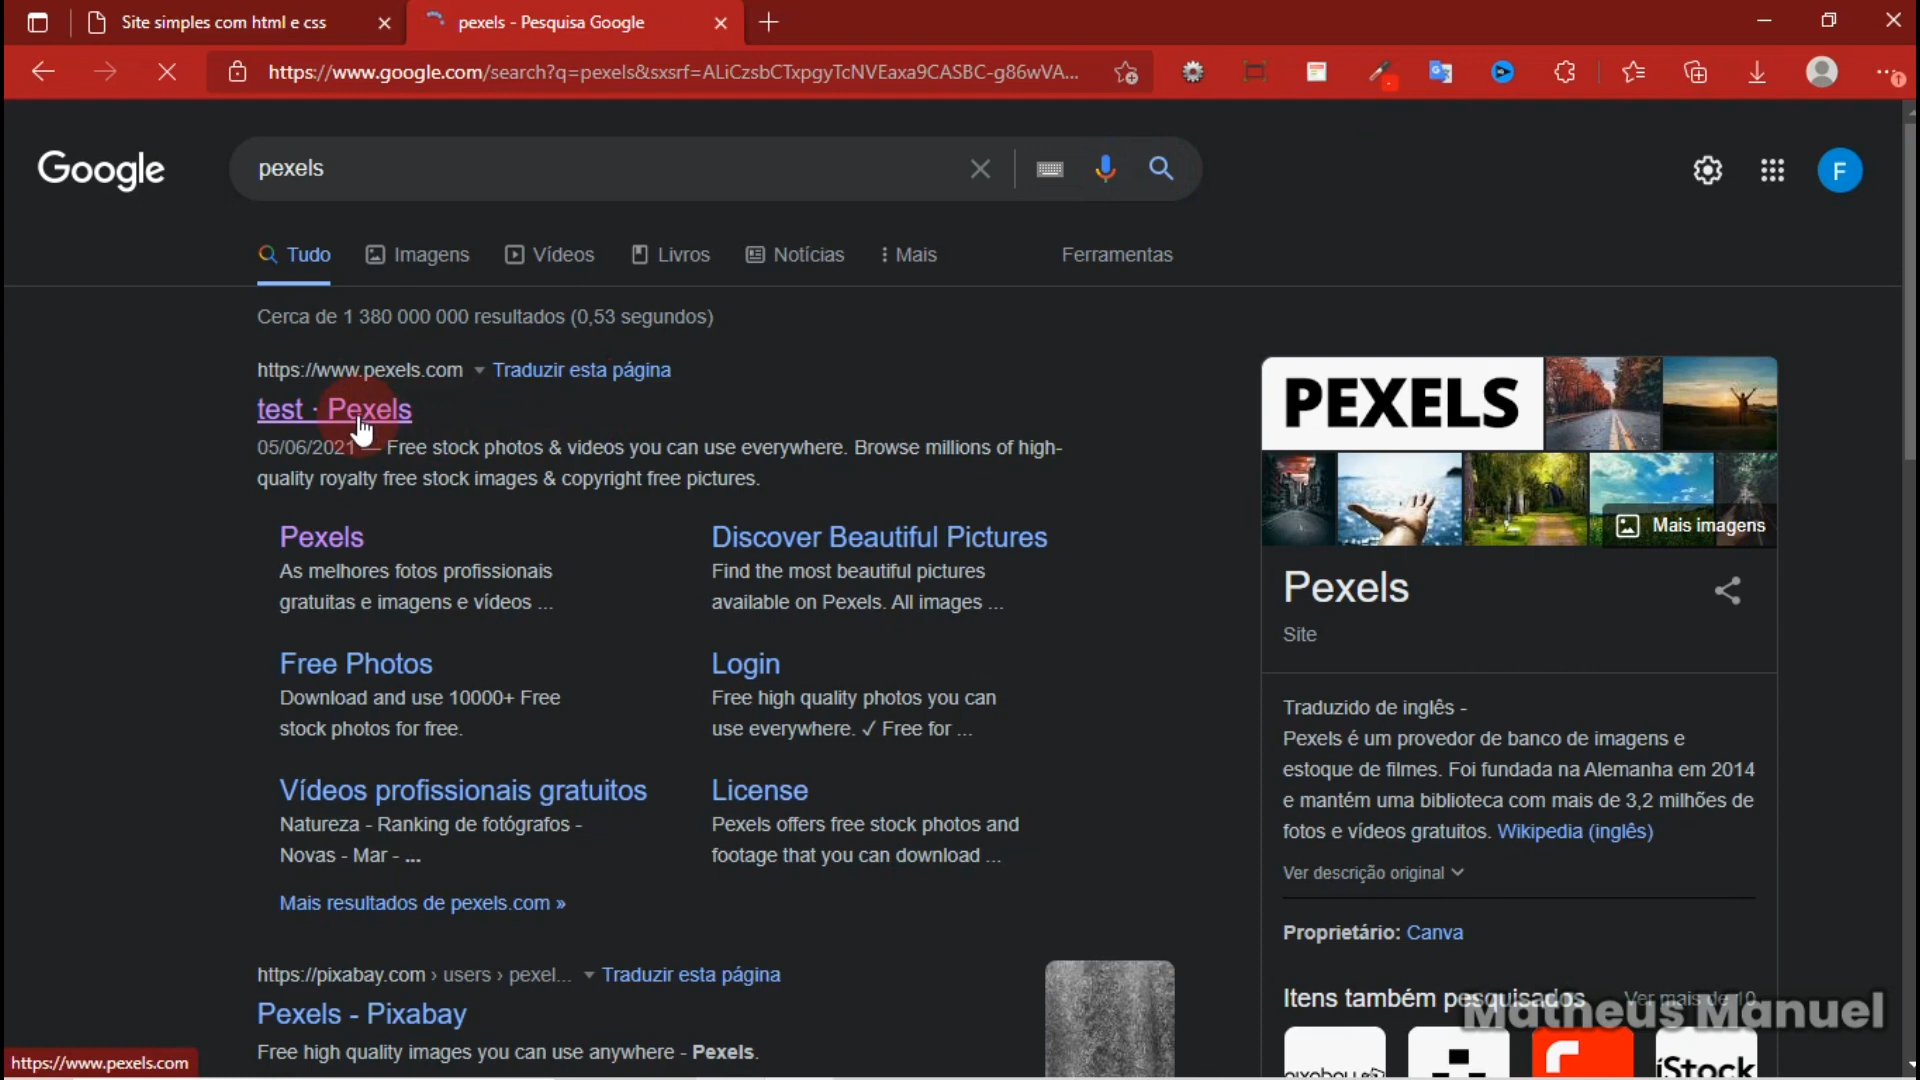 Site simples com html e css
pexels - Pesquisa Google
https://www.google.com/search?q=pexels&sxsrf=ALiCzsbCTxpgyTcNVEaxa9CASBC-g86wVA...
Google
pexels
F
Tudo
Imagens
Vídeos
Livros
Notícias
Mais
Ferramentas
Cerca de 1 380 000 000 resultados (0,53 segundos)
https://www.pexels.com
Traduzir esta página
test · Pexels
05/06/2021 — Free stock photos & videos you can use everywhere. Browse millions of high-
quality royalty free stock images & copyright free pictures.
Pexels
As melhores fotos profissionais
gratuitas e imagens e vídeos ...
Discover Beautiful Pictures
Find the most beautiful pictures
available on Pexels. All images ...
Free Photos
Download and use 10000+ Free
stock photos for free.
Login
Free high quality photos you can
use everywhere. ✓ Free for ...
Vídeos profissionais gratuitos
Natureza - Ranking de fotógrafos -
Novas - Mar - ...
License
Pexels offers free stock photos and
footage that you can download ...
Mais resultados de pexels.com »
https://pixabay.com › users › pexel...
Traduzir esta página
Pexels - Pixabay
Free high quality images you can use anywhere - Pexels.
https://www.pexels.com
PEXELS
Mais imagens
Pexels
Site
Traduzido do inglês -
Pexels é um provedor de banco de imagens e
estoque de filmes. Foi fundada na Alemanha em 2014
e mantém uma biblioteca com mais de 3,2 milhões de
fotos e vídeos gratuitos. Wikipedia (inglês)
Ver descrição original
Proprietário: Canva
Itens também pesquisados
Ver mais de 10
Matheus Manuel
pixabay
iStock